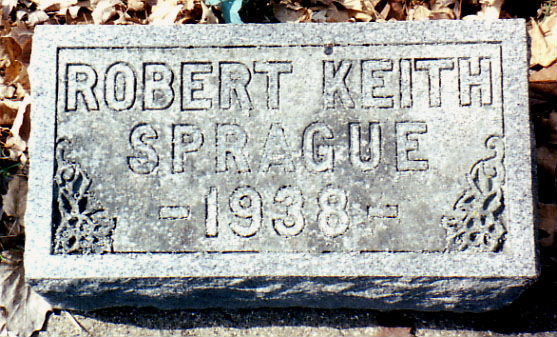 ROBERT KEITH
SPRAGUE
- 1938 -